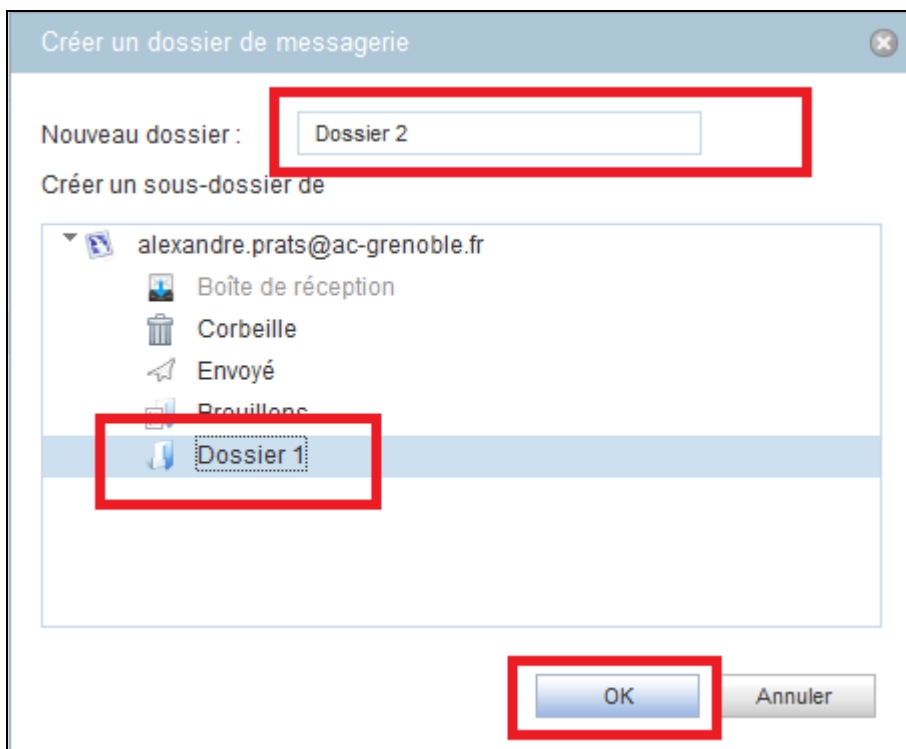 Créer un dossier de messagerie
Nouveau dossier : Dossier 2
Créer un sous-dossier de
alexandre.prats@ac-grenoble.fr
Boîte de réception
Corbeille
Envoyé
Brouillons
Dossier 1
OK Annuler